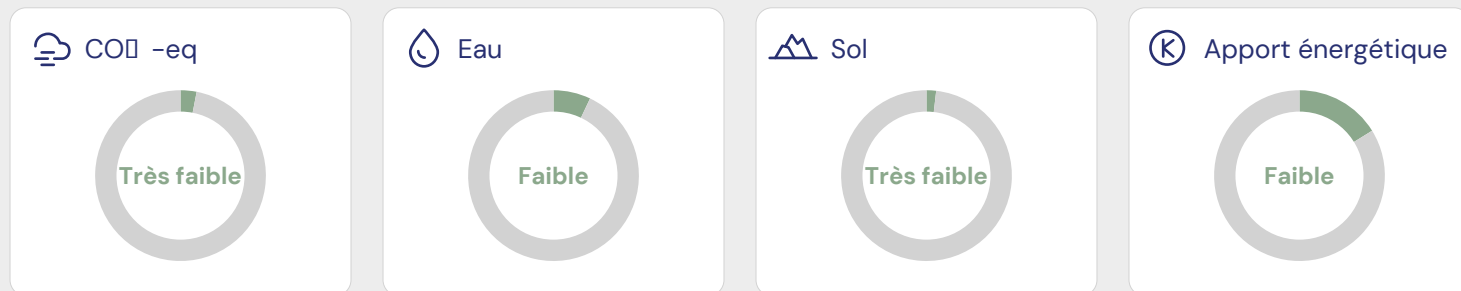 CO▯ -eq
Très faible
Eau
Faible
Sol
Très faible
Apport énergétique
Faible